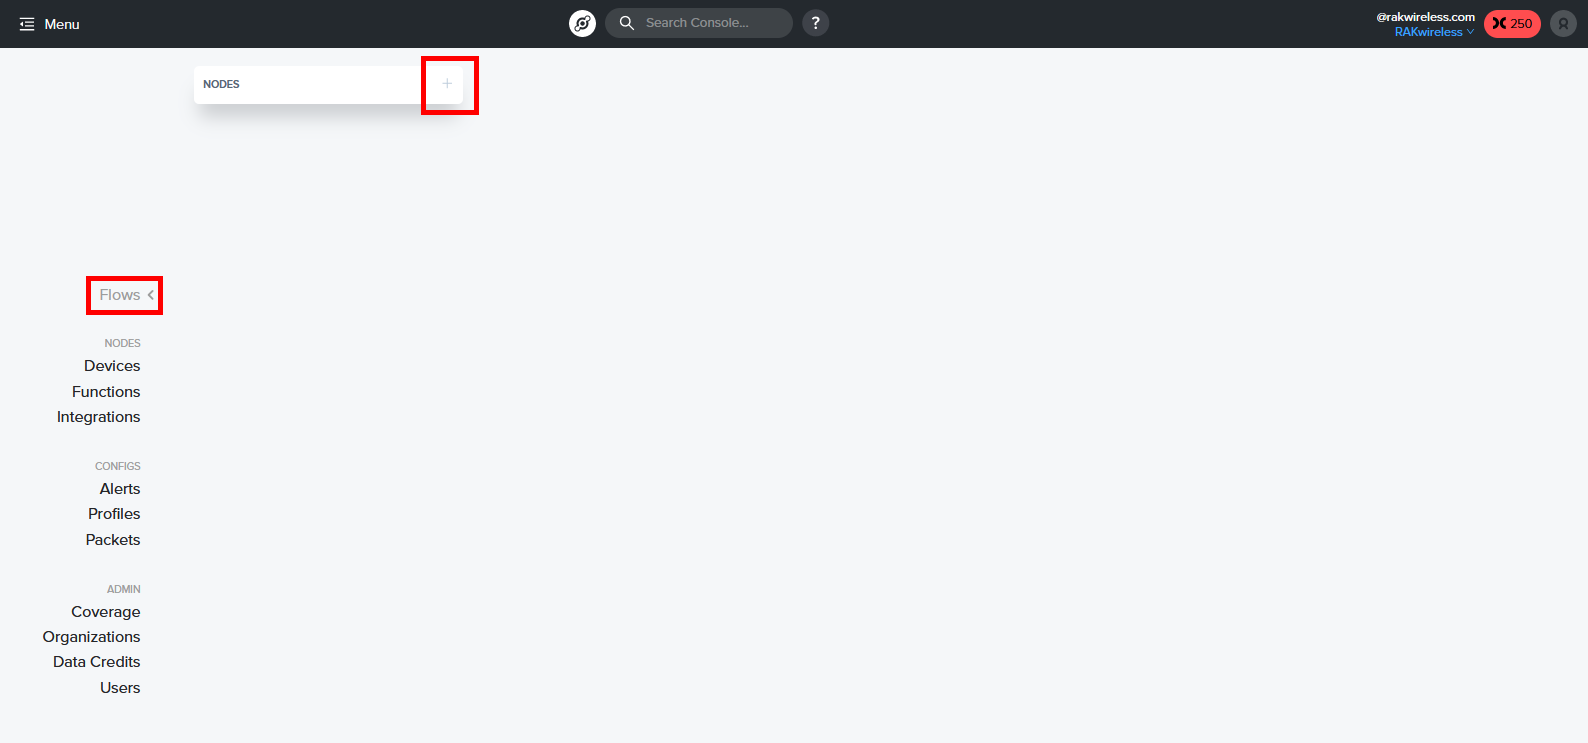 Menu
Search Console...
?
@rakwireless.com
RAKwireless
250
NODES
+
Flows
NODES
Devices
Functions
Integrations
CONFIGS
Alerts
Profiles
Packets
ADMIN
Coverage
Organizations
Data Credits
Users